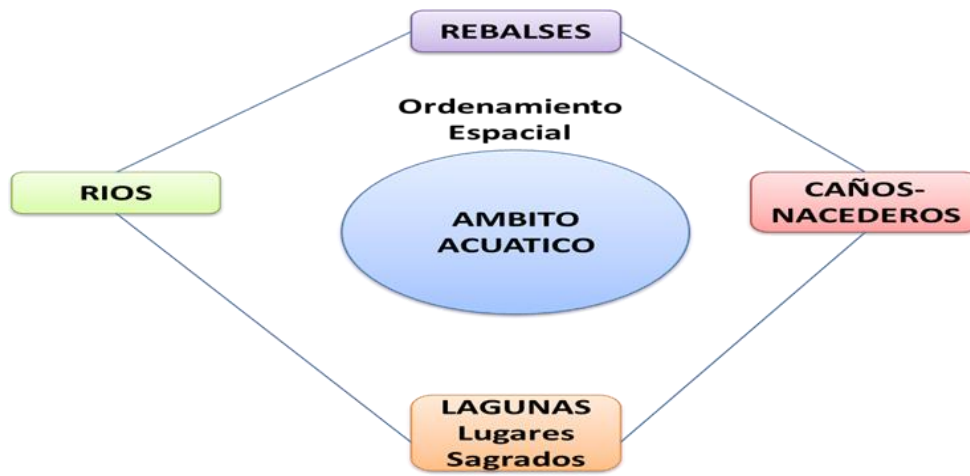 REBALSES
Ordenamiento
Espacial
RIOS
AMBITO
ACUATICO
CAÑOS-
NACEDEROS
LAGUNAS
Lugares
Sagrados